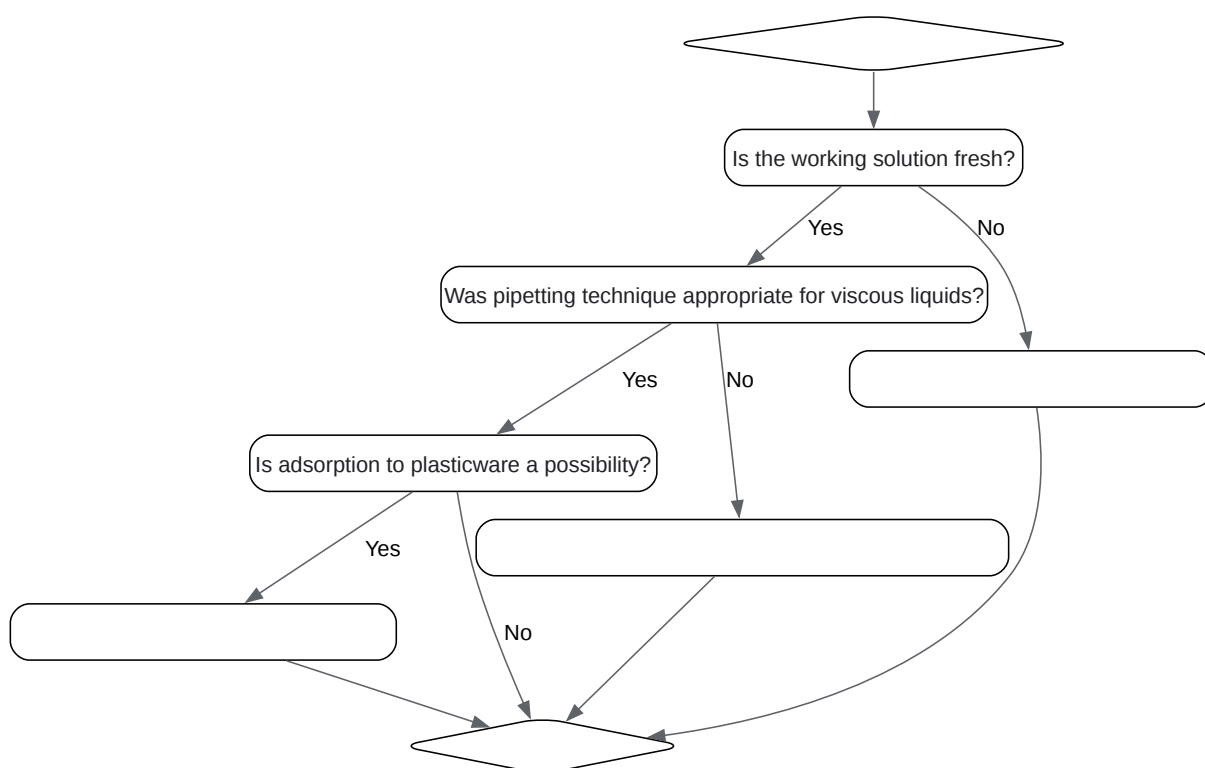 Is the working solution fresh?
Yes
No
Was pipetting technique appropriate for viscous liquids?
Yes
No
Is adsorption to plasticware a possibility?
Yes
No